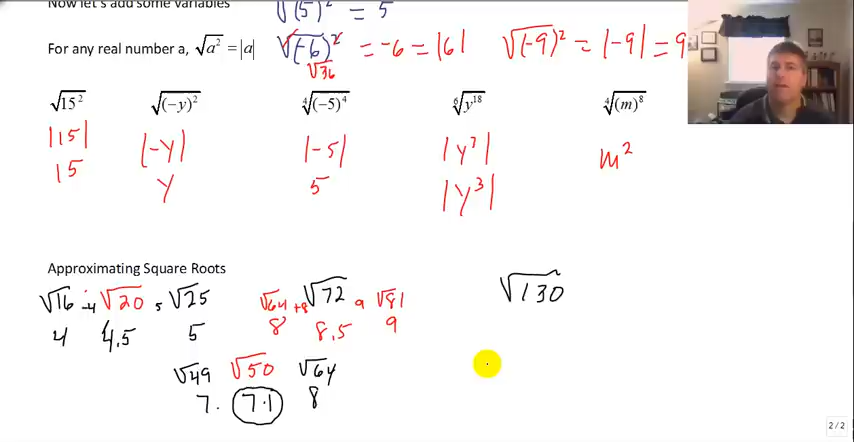 Now let's add some variables √(5)² = 5
For any real number a, √a² = |a| √(-6)² = -6 = |6| √(-9)² = |-9| = 9
√36
√15² √(-y)² ∜(-5)⁴ ⁶√y¹⁸ ∜(m)⁸
|15| |-y| |-5| |y³| m²
15 y 5 |y³|
Approximating Square Roots
√16 -4 √20 5 √25 √64 +8 √72 9 √81 √130
4 4.5 5 8 8.5 9
√49 √50 √64
7. 7.1 8
2 / 2